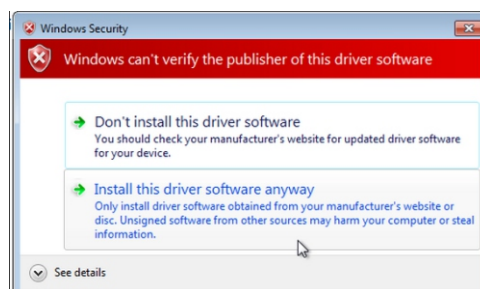 Windows Security
Windows can't verify the publisher of this driver software
Don't install this driver software
You should check your manufacturer's website for updated driver software
for your device.
Install this driver software anyway
Only install driver software obtained from your manufacturer's website or
disc. Unsigned software from other sources may harm your computer or steal
information.
See details